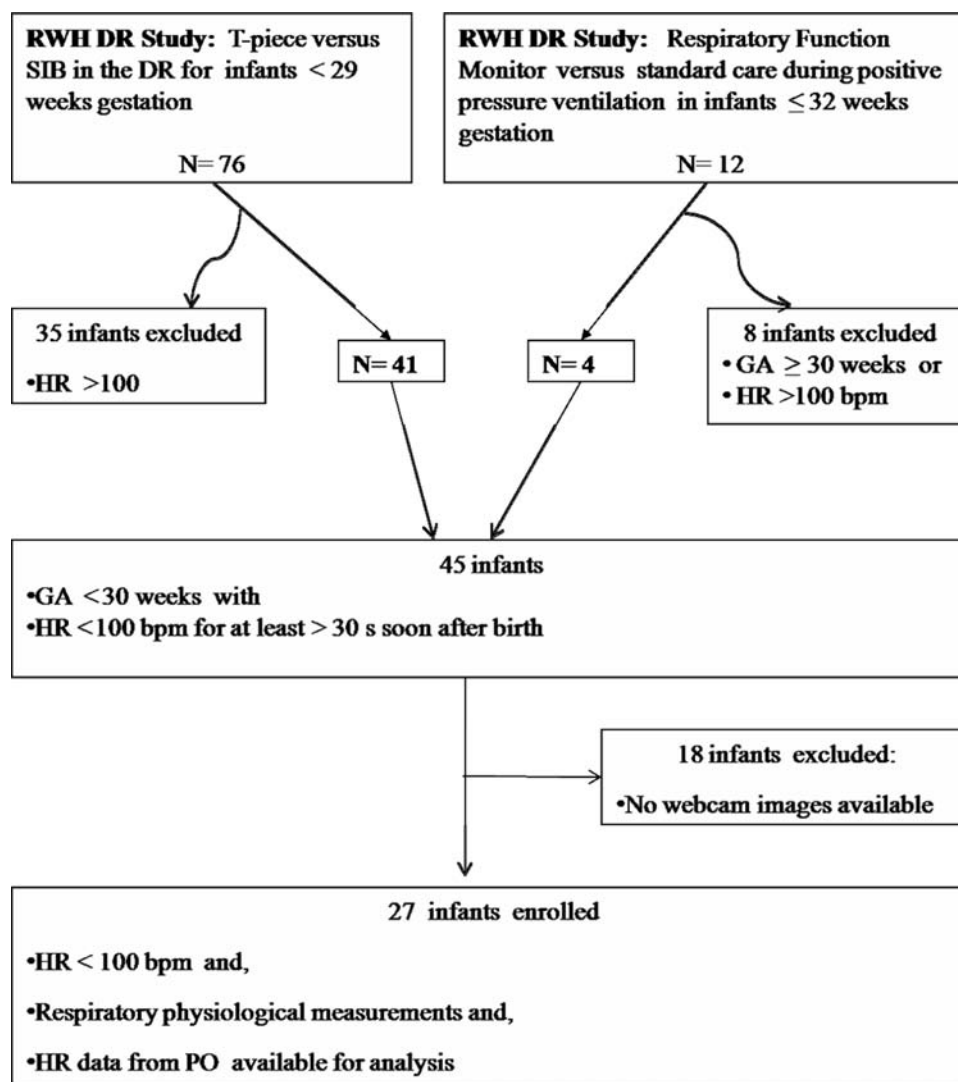 RWH DR Study: T-piece versus
SIB in the DR for infants < 29
weeks gestation
N= 76
RWH DR Study: Respiratory Function
Monitor versus standard care during positive
pressure ventilation in infants ≤ 32 weeks
gestation
N= 12
35 infants excluded
•HR >100
N= 41
N= 4
8 infants excluded
• GA ≥ 30 weeks or
• HR >100 bpm
45 infants
•GA <30 weeks with
•HR <100 bpm for at least > 30 s soon after birth
18 infants excluded:
•No webcam images available
27 infants enrolled
•HR < 100 bpm and,
•Respiratory physiological measurements and,
•HR data from PO available for analysis